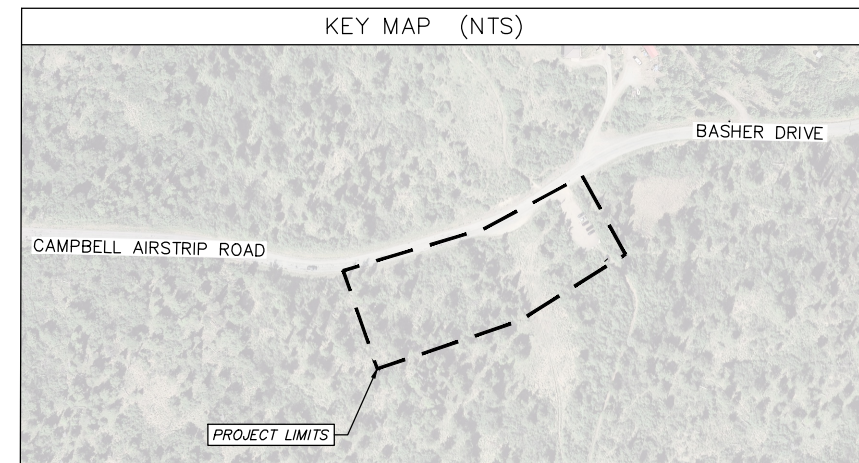 KEY MAP (NTS)
BASHER DRIVE
CAMPBELL AIRSTRIP ROAD
PROJECT LIMITS